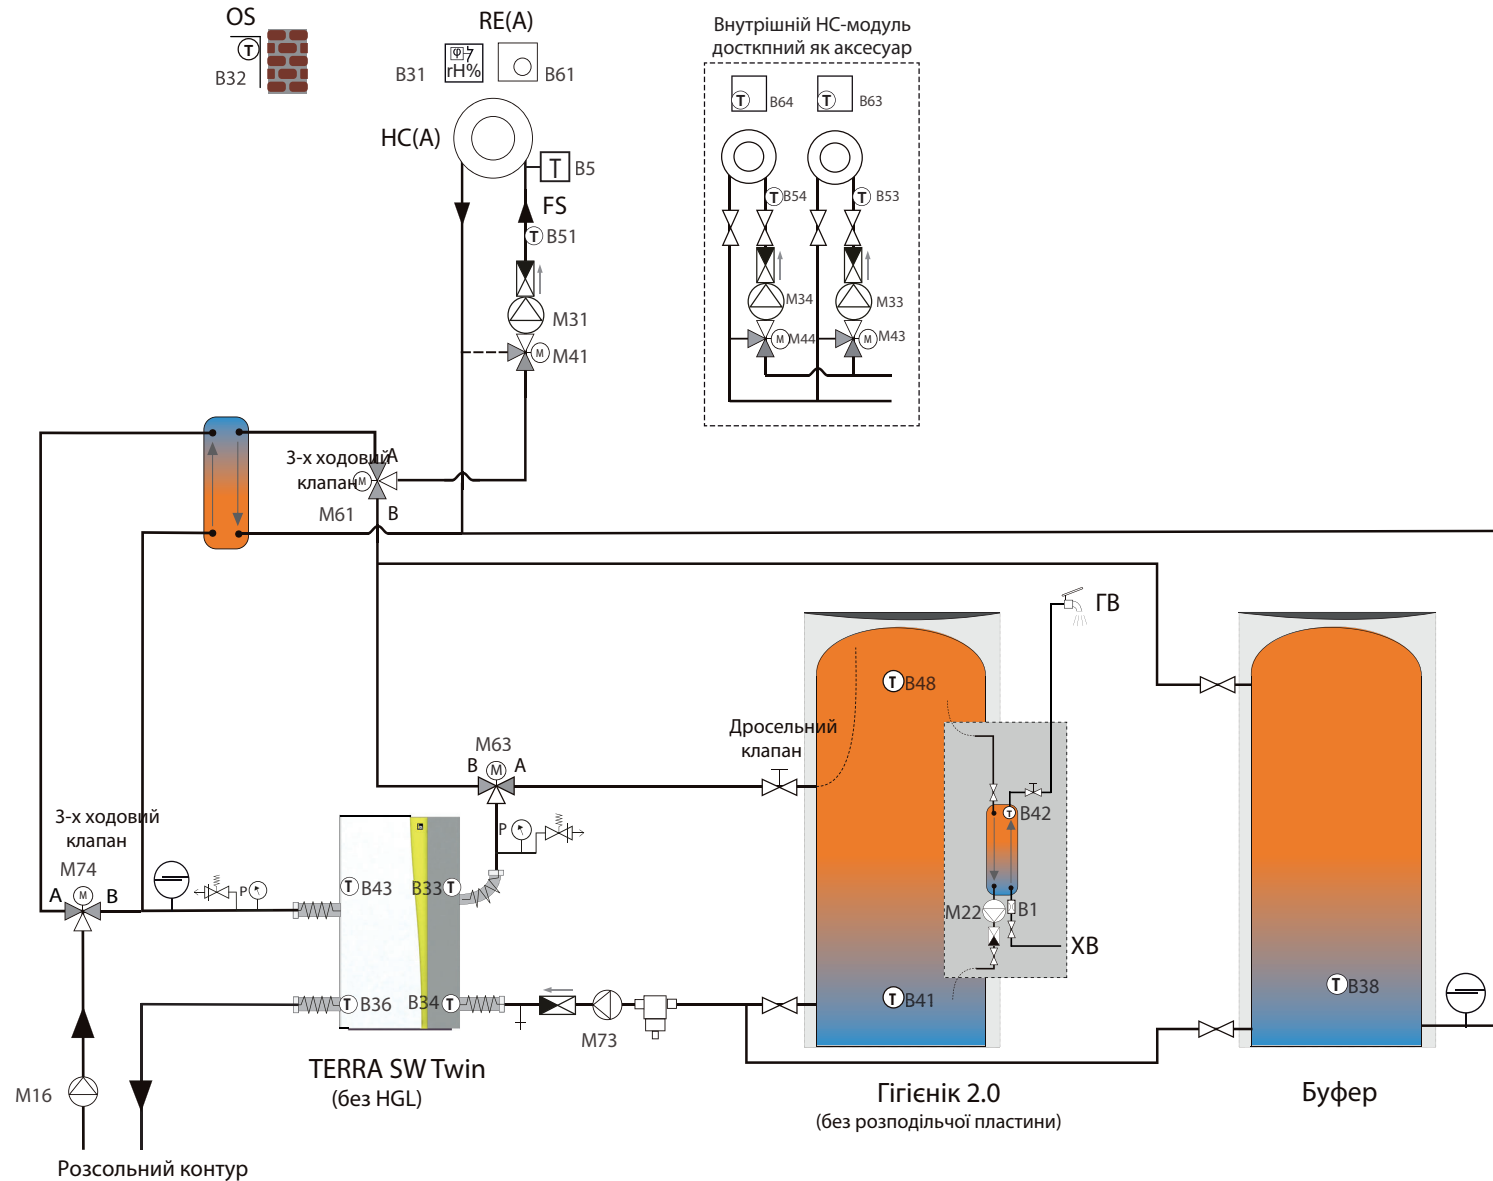 OS
T
B32
RE(A)
B31
rH%
B61
HC(A)
T
B5
FS
T
B51
M31
M
M41
Внутрішній НС-модуль
досткпний як аксесуар
T
B64
T
B63
T
B54
T
B53
M34
M33
M
M44
M
M43
3-х ходовий
клапан
A
M
M61
B
ГВ
T
B48
Дросельний
клапан
M63
B
M
A
T
B42
3-х ходовий
клапан
M74
A
M
B
P
P
T
B43
B33
T
M22
B1
ХВ
T
B36
B34
T
M73
T
B41
T
B38
TERRA SW Twin
(без HGL)
M16
Гігієнік 2.0
(без розподільчої пластини)
Буфер
Розсольний контур